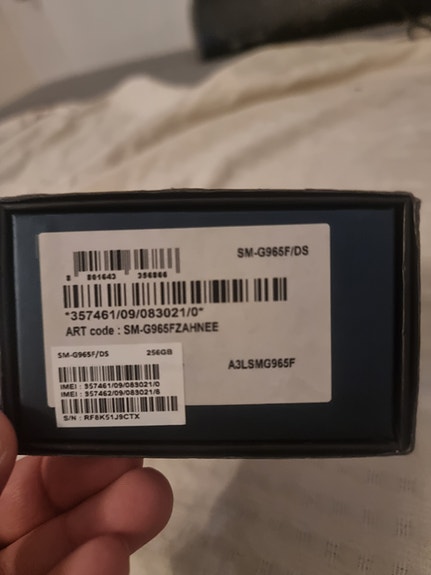 SM-G965F/DS
8 801643 356866
*357461/09/083021/0*
ART code : SM-G965FZAHNEE
A3LSMG965F
SM-G965F/DS 256GB
IMEI : 357461/09/083021/0
IMEI : 357462/09/083021/8
S/N : RF8K51J9CTX